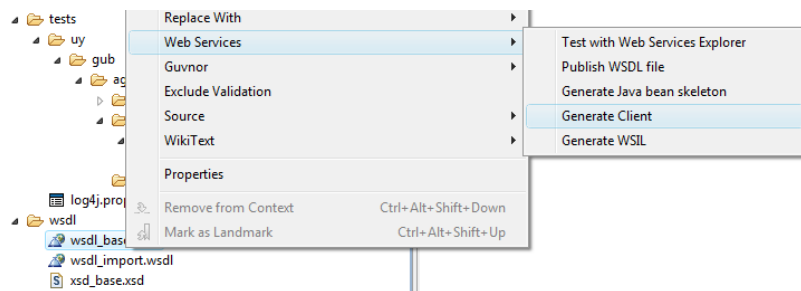 tests
uy
gub
ag
log4j.prop
wsdl
wsdl_base
wsdl_import.wsdl
xsd_base.xsd
Replace With
Web Services
Guvnor
Exclude Validation
Source
WikiText
Properties
Remove from Context Ctrl+Alt+Shift+Down
Mark as Landmark Ctrl+Alt+Shift+Up
Test with Web Services Explorer
Publish WSDL file
Generate Java bean skeleton
Generate Client
Generate WSIL